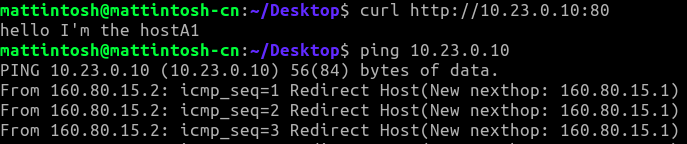 mattintosh@mattintosh-cn:~/Desktop$ curl http://10.23.0.10:80
hello I'm the hostA1
mattintosh@mattintosh-cn:~/Desktop$ ping 10.23.0.10
PING 10.23.0.10 (10.23.0.10) 56(84) bytes of data.
From 160.80.15.2: icmp_seq=1 Redirect Host(New nexthop: 160.80.15.1)
From 160.80.15.2: icmp_seq=2 Redirect Host(New nexthop: 160.80.15.1)
From 160.80.15.2: icmp_seq=3 Redirect Host(New nexthop: 160.80.15.1)